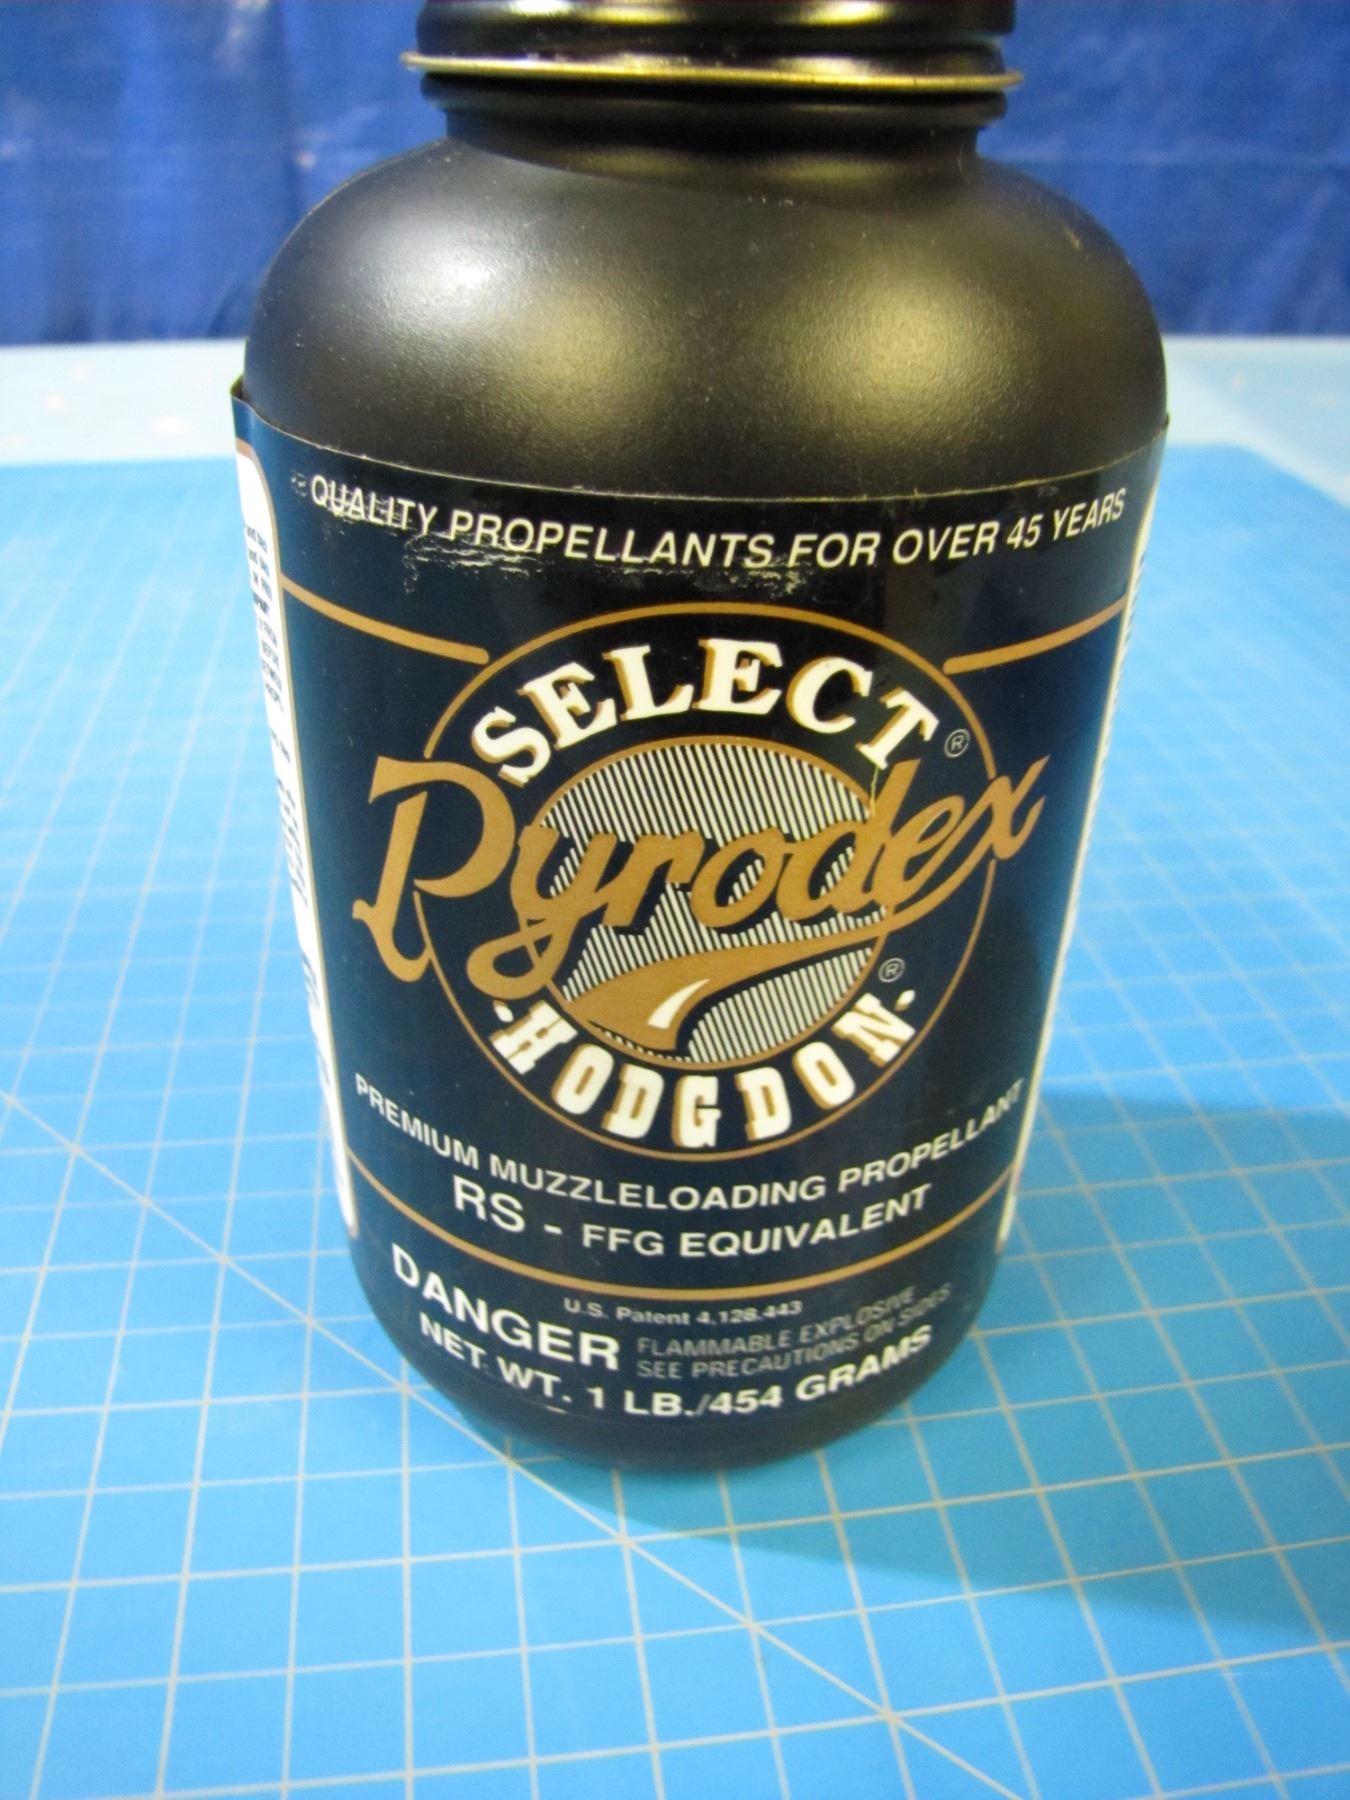 QUALITY PROPELLANTS FOR OVER 45 YEARS
SELECT ®
Pyrodex
·HODGDON· ®
PREMIUM MUZZLELOADING PROPELLANT
RS - FFG EQUIVALENT
U.S. Patent 4,128,443
DANGER
FLAMMABLE EXPLOSIVE
SEE PRECAUTIONS ON SIDES
NET WT. 1 LB./454 GRAMS